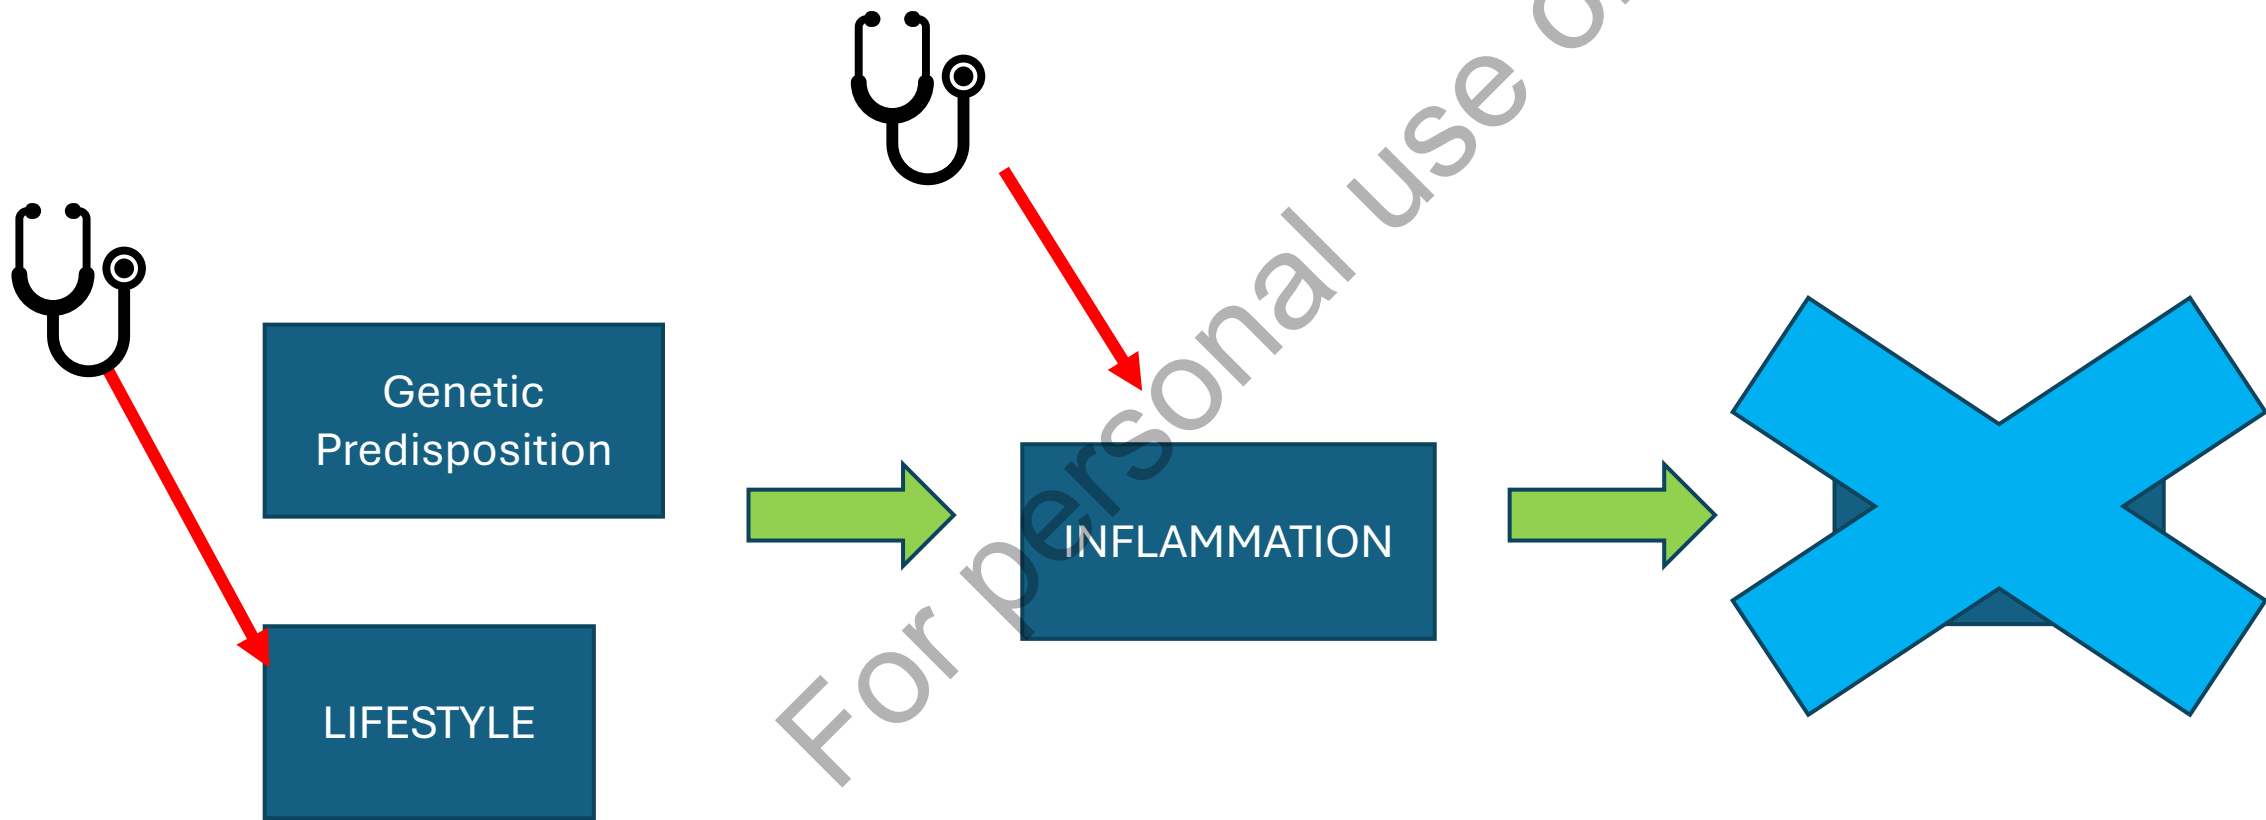 Genetic
Predisposition
INFLAMMATION
LIFESTYLE
For personal use